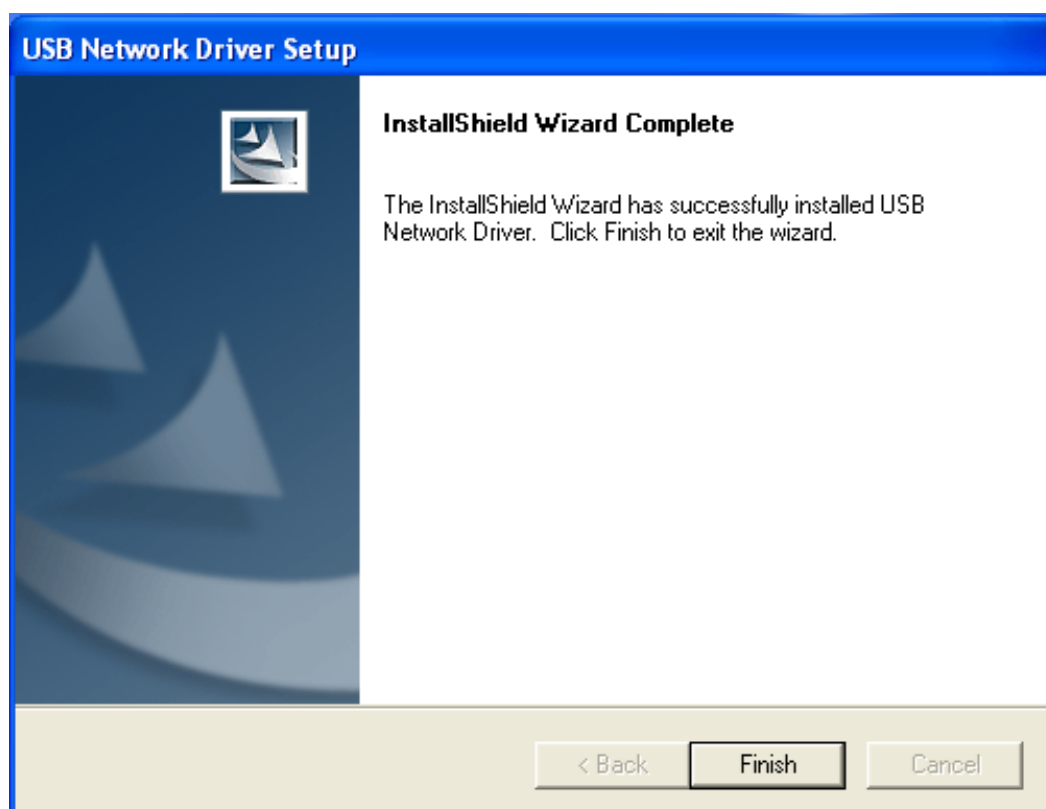 USB Network Driver Setup
InstallShield Wizard Complete
The InstallShield Wizard has successfully installed USB
Network Driver.  Click Finish to exit the wizard.
< Back
Finish
Cancel